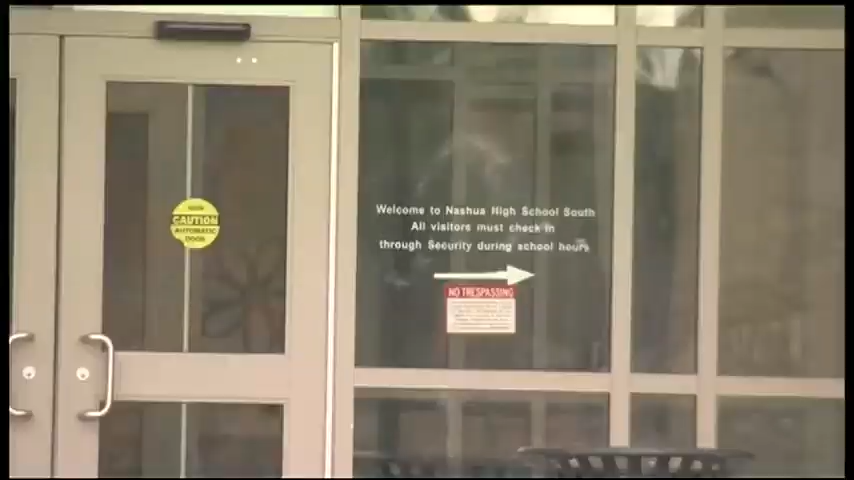 CAUTION
AUTOMATIC
DOOR
Welcome to Nashua High School South
All visitors must check in
through Security during school hours
NO TRESPASSING